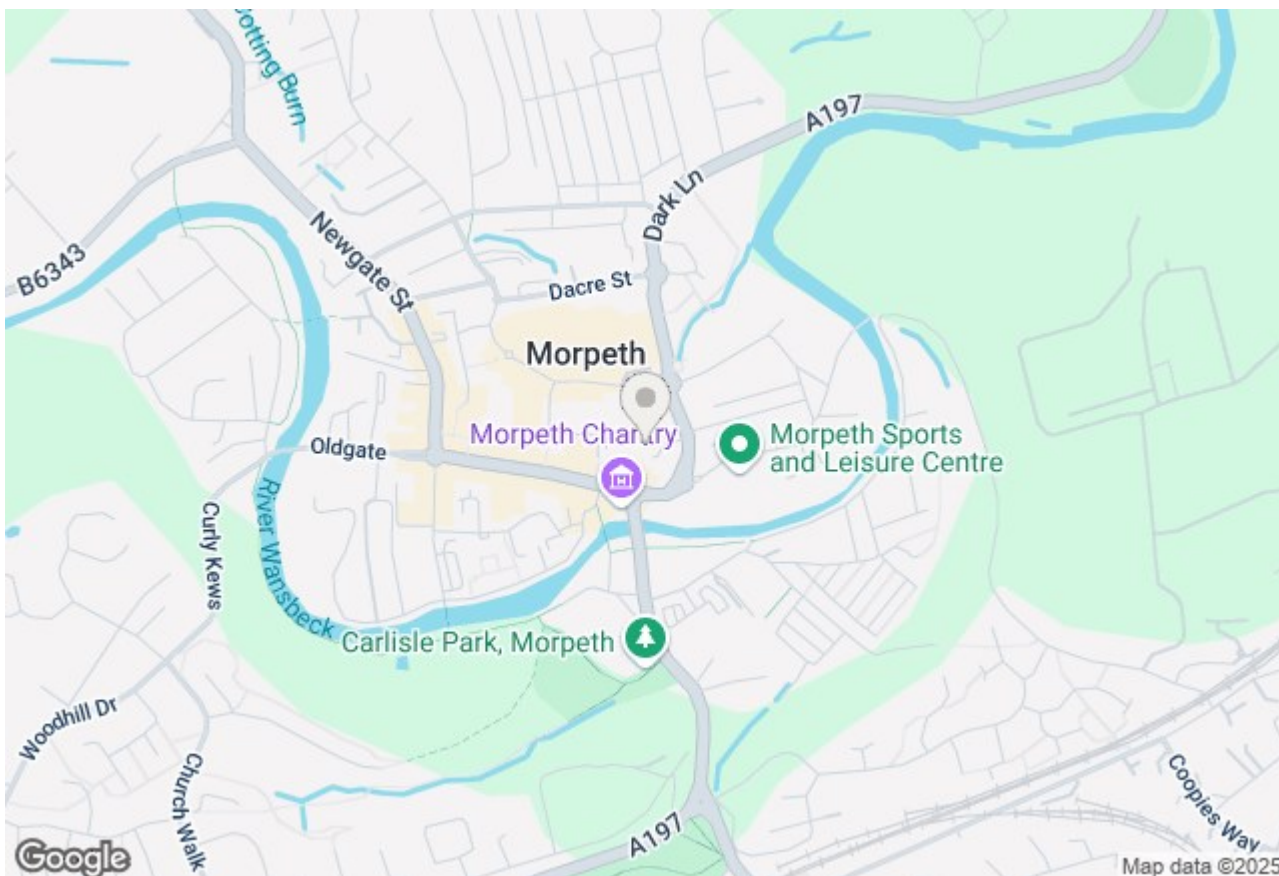 otting Burn
A197
Dark Ln
Newgate St
B6343
Dacre St
Morpeth
Morpeth Chantry
Morpeth Sports
and Leisure Centre
Oldgate
River Wansbeck
Curly Kews
Carlisle Park, Morpeth
Woodhill Dr
Church Walk
Coopies Way
A197
Google
Map data ©2025